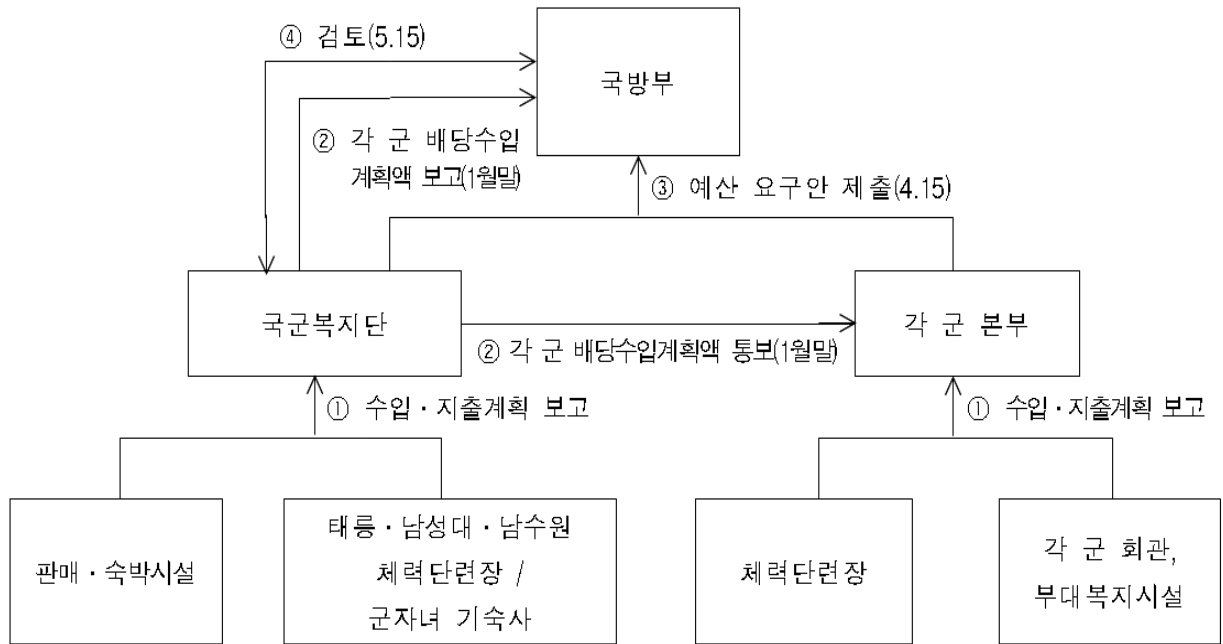 ④ 검토(5.15)
국방부
② 각 군 배당수입
계획액 보고(1월말)
③ 예산 요구안 제출(4.15)
국군복지단
각 군 본부
② 각 군 배당수입계획액 통보(1월말)
① 수입·지출계획 보고
① 수입·지출계획 보고
판매·숙박시설
태릉·남성대·남수원
체력단련장 /
군자녀 기숙사
체력단련장
각 군 회관,
부대복지시설